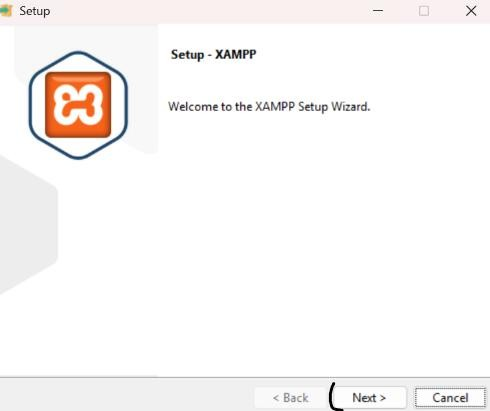 Setup
Setup - XAMPP
Welcome to the XAMPP Setup Wizard.
< Back
Next >
Cancel